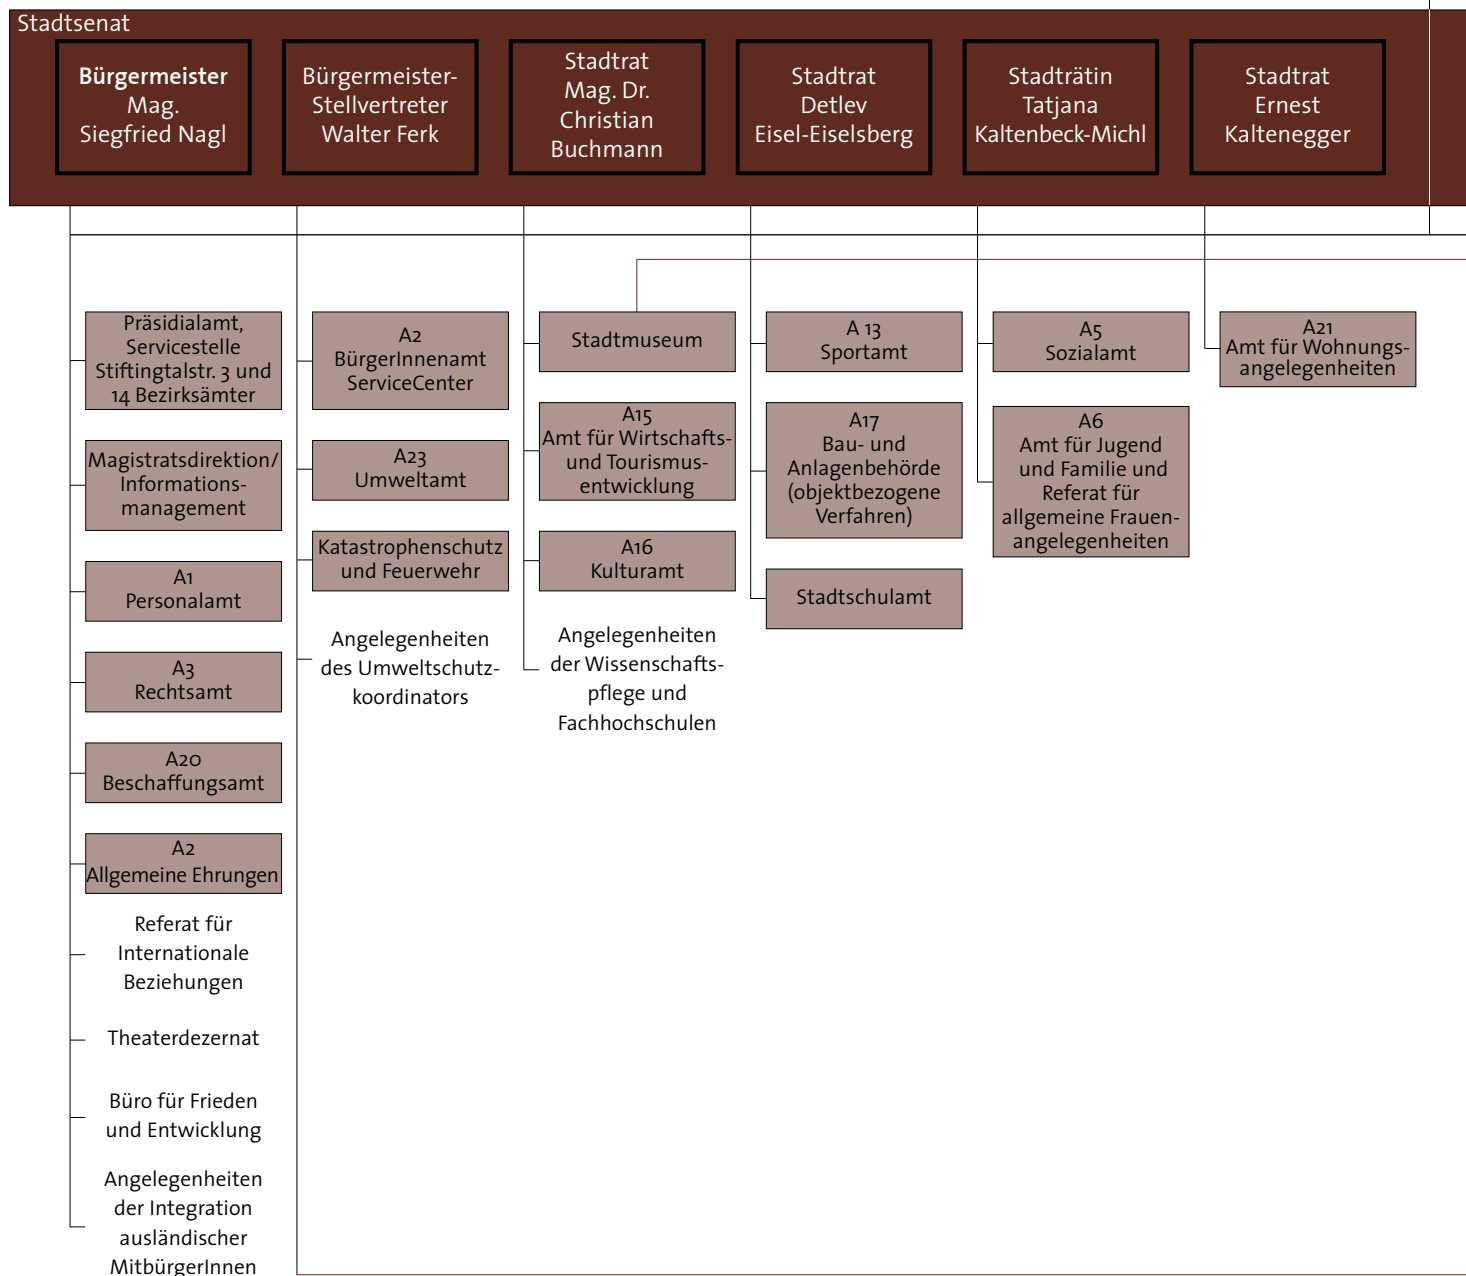 Stadtsenat
Bürgermeister
Mag.
Siegfried Nagl
Bürgermeister-
Stellvertreter
Walter Ferk
Stadtrat
Mag. Dr.
Christian
Buchmann
Stadtrat
Detlev
Eisel-Eiselsberg
Stadträtin
Tatjana
Kaltenbeck-Michl
Stadtrat
Ernest
Kaltenegger
Präsidialamt,
Servicestelle
Stiftingtalstr. 3 und
14 Bezirksämter
Magistratsdirektion/
Informations-
management
A1
Personalamt
A3
Rechtsamt
A20
Beschaffungsamt
A2
Allgemeine Ehrungen
Referat für
Internationale
Beziehungen
Theaterdezernat
Büro für Frieden
und Entwicklung
Angelegenheiten
der Integration
ausländischer
MitbürgerInnen
A2
BürgerInnenamt
ServiceCenter
A23
Umweltamt
Katastrophenschutz
und Feuerwehr
Angelegenheiten
des Umweltschutz-
koordinators
Stadtmuseum
A15
Amt für Wirtschafts-
und Tourismus-
entwicklung
A16
Kulturamt
Angelegenheiten
der Wissenschafts-
pflege und
Fachhochschulen
A 13
Sportamt
A17
Bau- und
Anlagenbehörde
(objektbezogene
Verfahren)
Stadtschulamt
A5
Sozialamt
A6
Amt für Jugend
und Familie und
Referat für
allgemeine Frauen-
angelegenheiten
A21
Amt für Wohnungs-
angelegenheiten